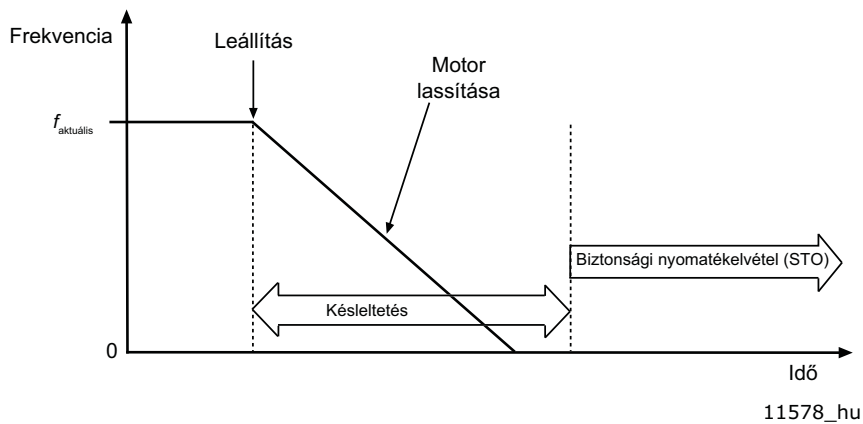 Frekvencia
Leállítás
Motor
lassítása
faktuális
Biztonsági nyomatékelvétel (STO)
Késleltetés
0
Idő
11578_hu